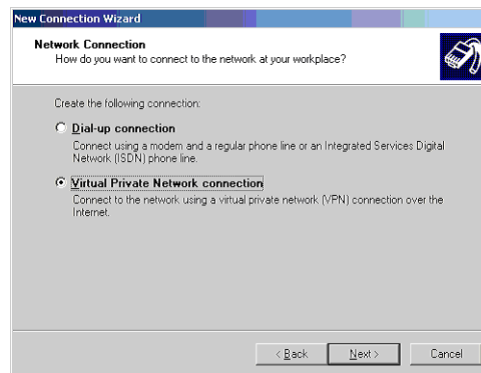 New Connection Wizard
Network Connection
How do you want to connect to the network at your workplace?
Create the following connection:
Dial-up connection
Connect using a modem and a regular phone line or an Integrated Services Digital
Network (ISDN) phone line.
Virtual Private Network connection
Connect to the network using a virtual private network (VPN) connection over the
Internet.
< Back Next > Cancel